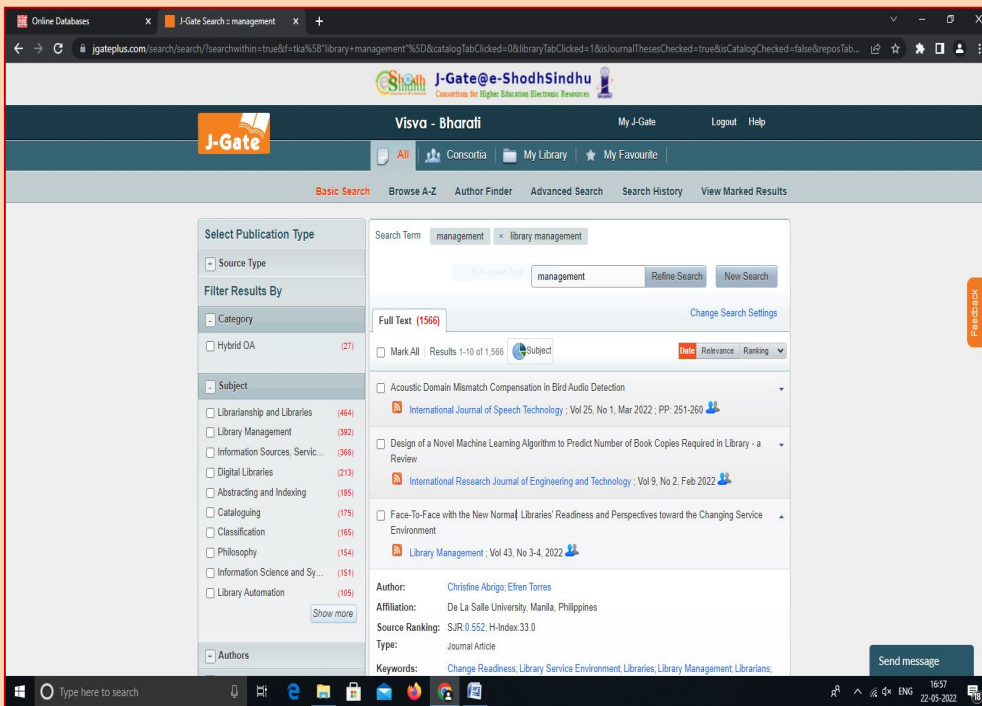 Online Databases x J-Gate Search :: management x +
jgateplus.com/search/search/?searchwithin=true&f=tka%5B"library+management"%5D&catalogTabClicked=0&libraryTabClicked=1&isJournalThesesChecked=true&isCatalogChecked=false&reposTab...
Shodh Sindhu J-Gate@e-ShodhSindhu
Consortium for Higher Education Electronic Resources
J-Gate
Visva - Bharati My J-Gate Logout Help
All Consortia My Library My Favourite
Basic Search Browse A-Z Author Finder Advanced Search Search History View Marked Results
Select Publication Type
+ Source Type
Filter Results By
- Category
Hybrid OA (27)
- Subject
Librarianship and Libraries (464)
Library Management (392)
Information Sources, Servic... (366)
Digital Libraries (213)
Abstracting and Indexing (195)
Cataloguing (175)
Classification (165)
Philosophy (154)
Information Science and Sy... (151)
Library Automation (105)
Show more
+ Authors
Search Term management × library management
management Refine Search New Search
Full Text (1566) Change Search Settings
Mark All Results 1-10 of 1,566 Subject Date Relevance Ranking
Acoustic Domain Mismatch Compensation in Bird Audio Detection
International Journal of Speech Technology ; Vol 25, No 1, Mar 2022 ; PP: 251-260
Design of a Novel Machine Learning Algorithm to Predict Number of Book Copies Required in Library - a
Review
International Research Journal of Engineering and Technology ; Vol 9, No 2, Feb 2022
Face-To-Face with the New Normal: Libraries' Readiness and Perspectives toward the Changing Service
Environment
Library Management ; Vol 43, No 3-4, 2022
Author: Christine Abrigo; Efren Torres
Affiliation: De La Salle University, Manila, Philippines
Source Ranking: SJR:0.552; H-Index:33.0
Type: Journal Article
Keywords: Change Readiness; Library Service Environment; Libraries; Library Management; Librarians;
Feedback
Send message
Type here to search
ENG 16:57
22-05-2022
18